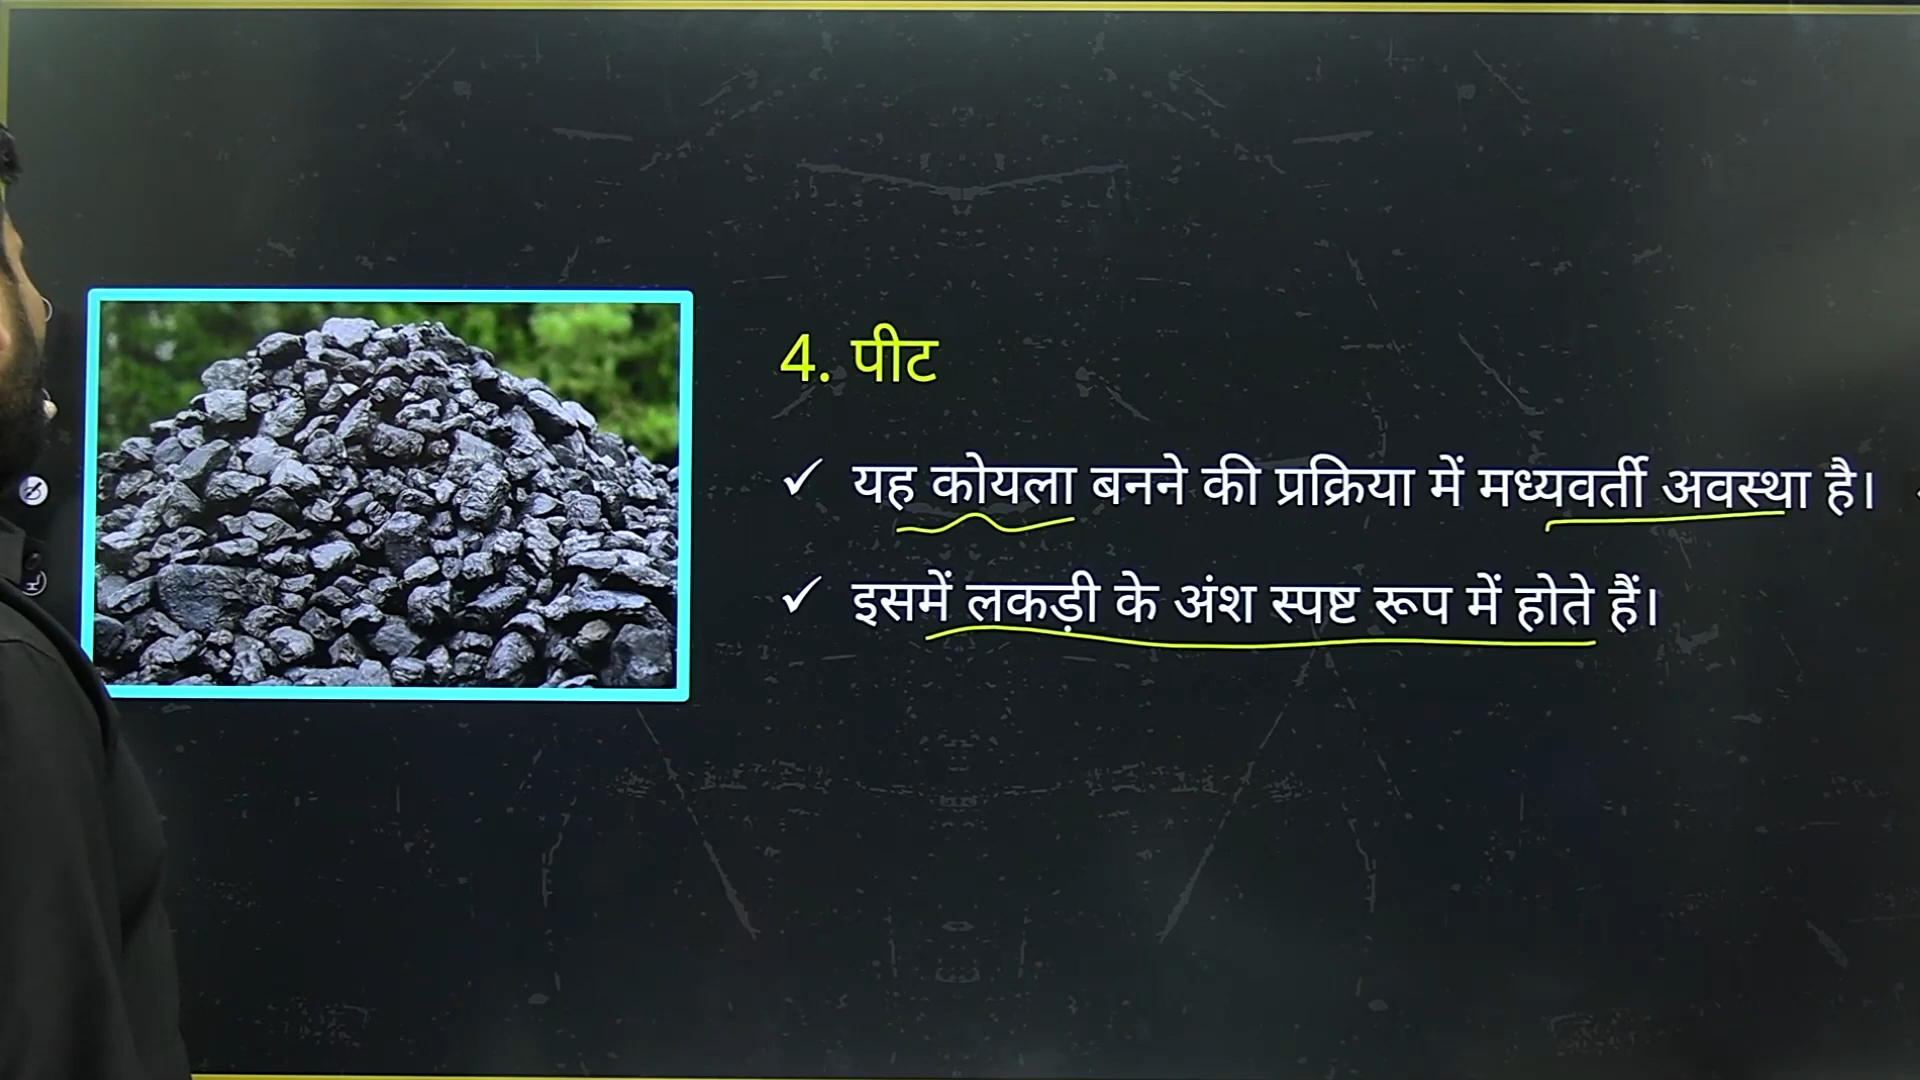 4. पीट
✓ यह कोयला बनने की प्रक्रिया में मध्यवर्ती अवस्था है।
✓ इसमें लकड़ी के अंश स्पष्ट रूप में होते हैं।